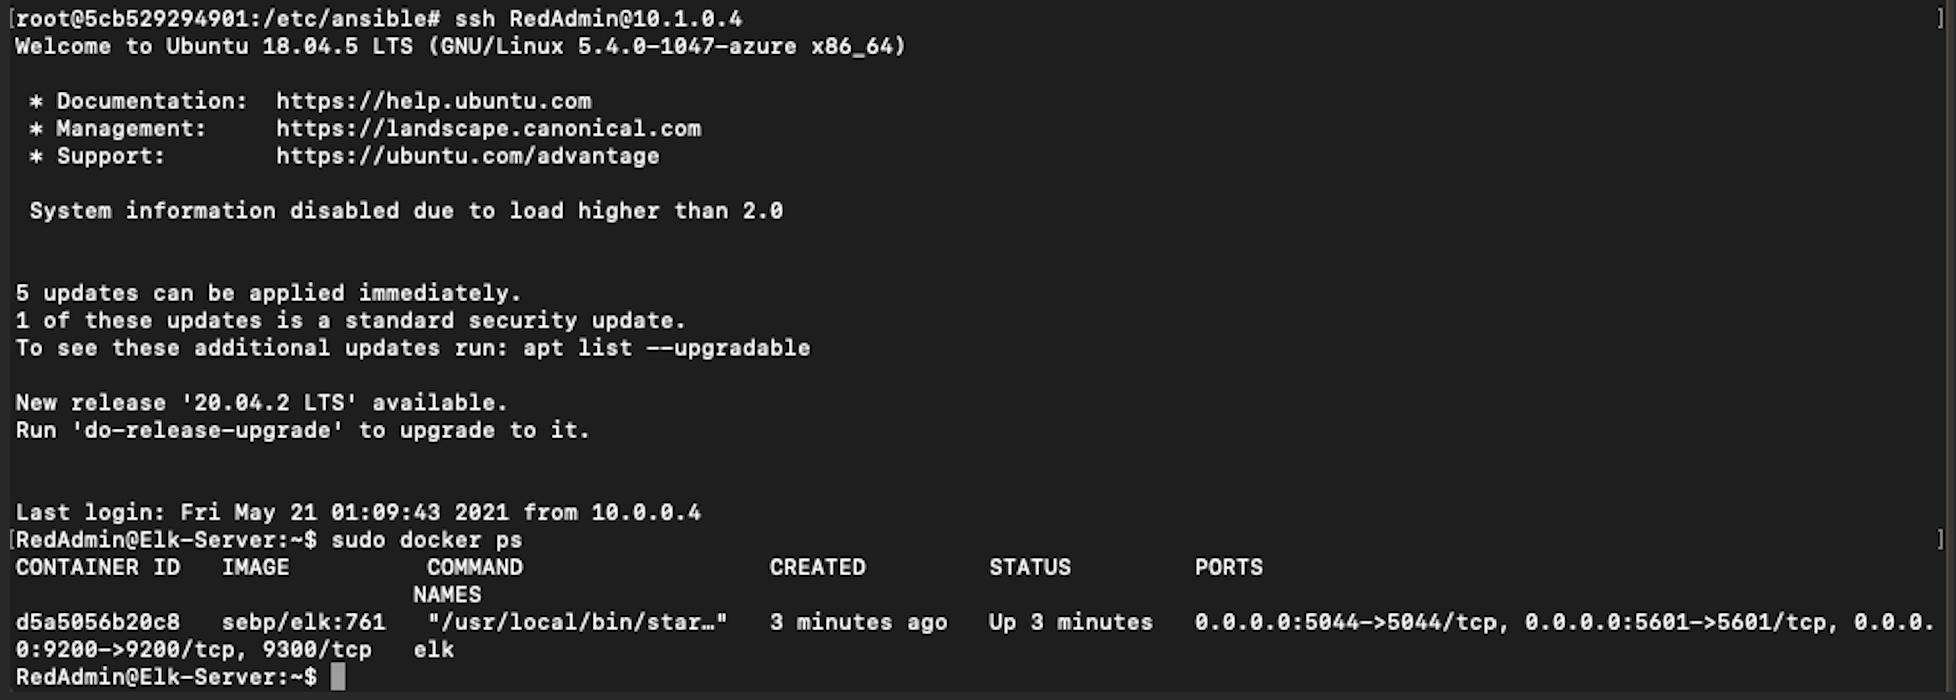 [root@5cb529294901:/etc/ansible# ssh RedAdmin@10.1.0.4 ]
Welcome to Ubuntu 18.04.5 LTS (GNU/Linux 5.4.0-1047-azure x86_64)
* Documentation:  https://help.ubuntu.com
* Management:     https://landscape.canonical.com
* Support:        https://ubuntu.com/advantage
System information disabled due to load higher than 2.0
5 updates can be applied immediately.
1 of these updates is a standard security update.
To see these additional updates run: apt list --upgradable
New release '20.04.2 LTS' available.
Run 'do-release-upgrade' to upgrade to it.
Last login: Fri May 21 01:09:43 2021 from 10.0.0.4
[RedAdmin@Elk-Server:~$ sudo docker ps ]
CONTAINER ID   IMAGE          COMMAND                  CREATED         STATUS         PORTS
NAMES
d5a5056b20c8   sebp/elk:761   "/usr/local/bin/star…"   3 minutes ago   Up 3 minutes   0.0.0.0:5044->5044/tcp, 0.0.0.0:5601->5601/tcp, 0.0.0.
0:9200->9200/tcp, 9300/tcp   elk
RedAdmin@Elk-Server:~$